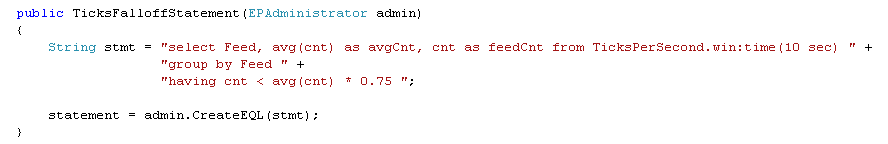 public TicksFalloffStatement(EPAdministrator admin)
{
    String stmt = "select Feed, avg(cnt) as avgCnt, cnt as feedCnt from TicksPerSecond.win:time(10 sec) " +
                  "group by Feed " +
                  "having cnt < avg(cnt) * 0.75 ";
    statement = admin.CreateEQL(stmt);
}